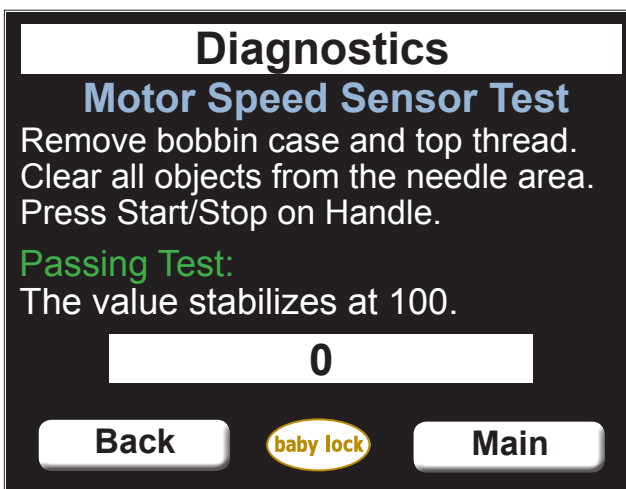 Diagnostics
Motor Speed Sensor Test
Remove bobbin case and top thread.
Clear all objects from the needle area.
Press Start/Stop on Handle.
Passing Test:
The value stabilizes at 100.
0
Back
baby lock
Main